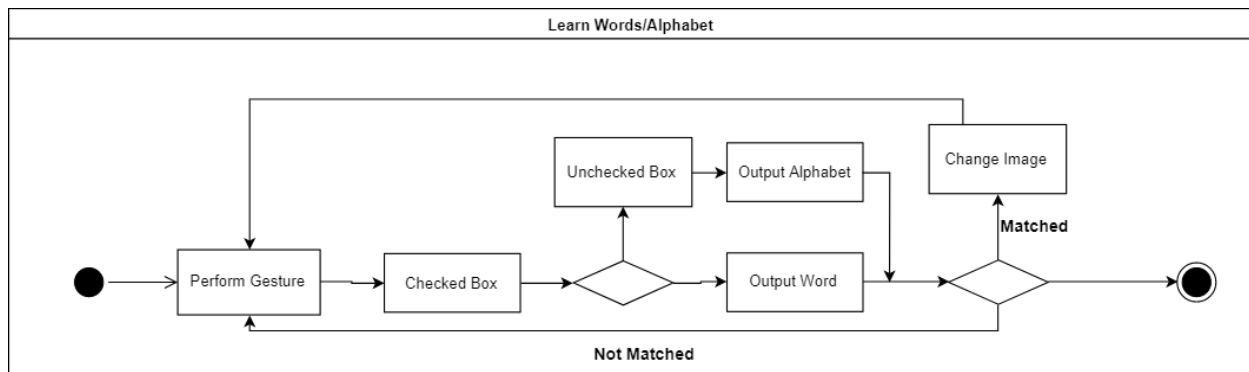 Learn Words/Alphabet
Change Image
Unchecked Box
Output Alphabet
Matched
Perform Gesture
Checked Box
Output Word
Not Matched